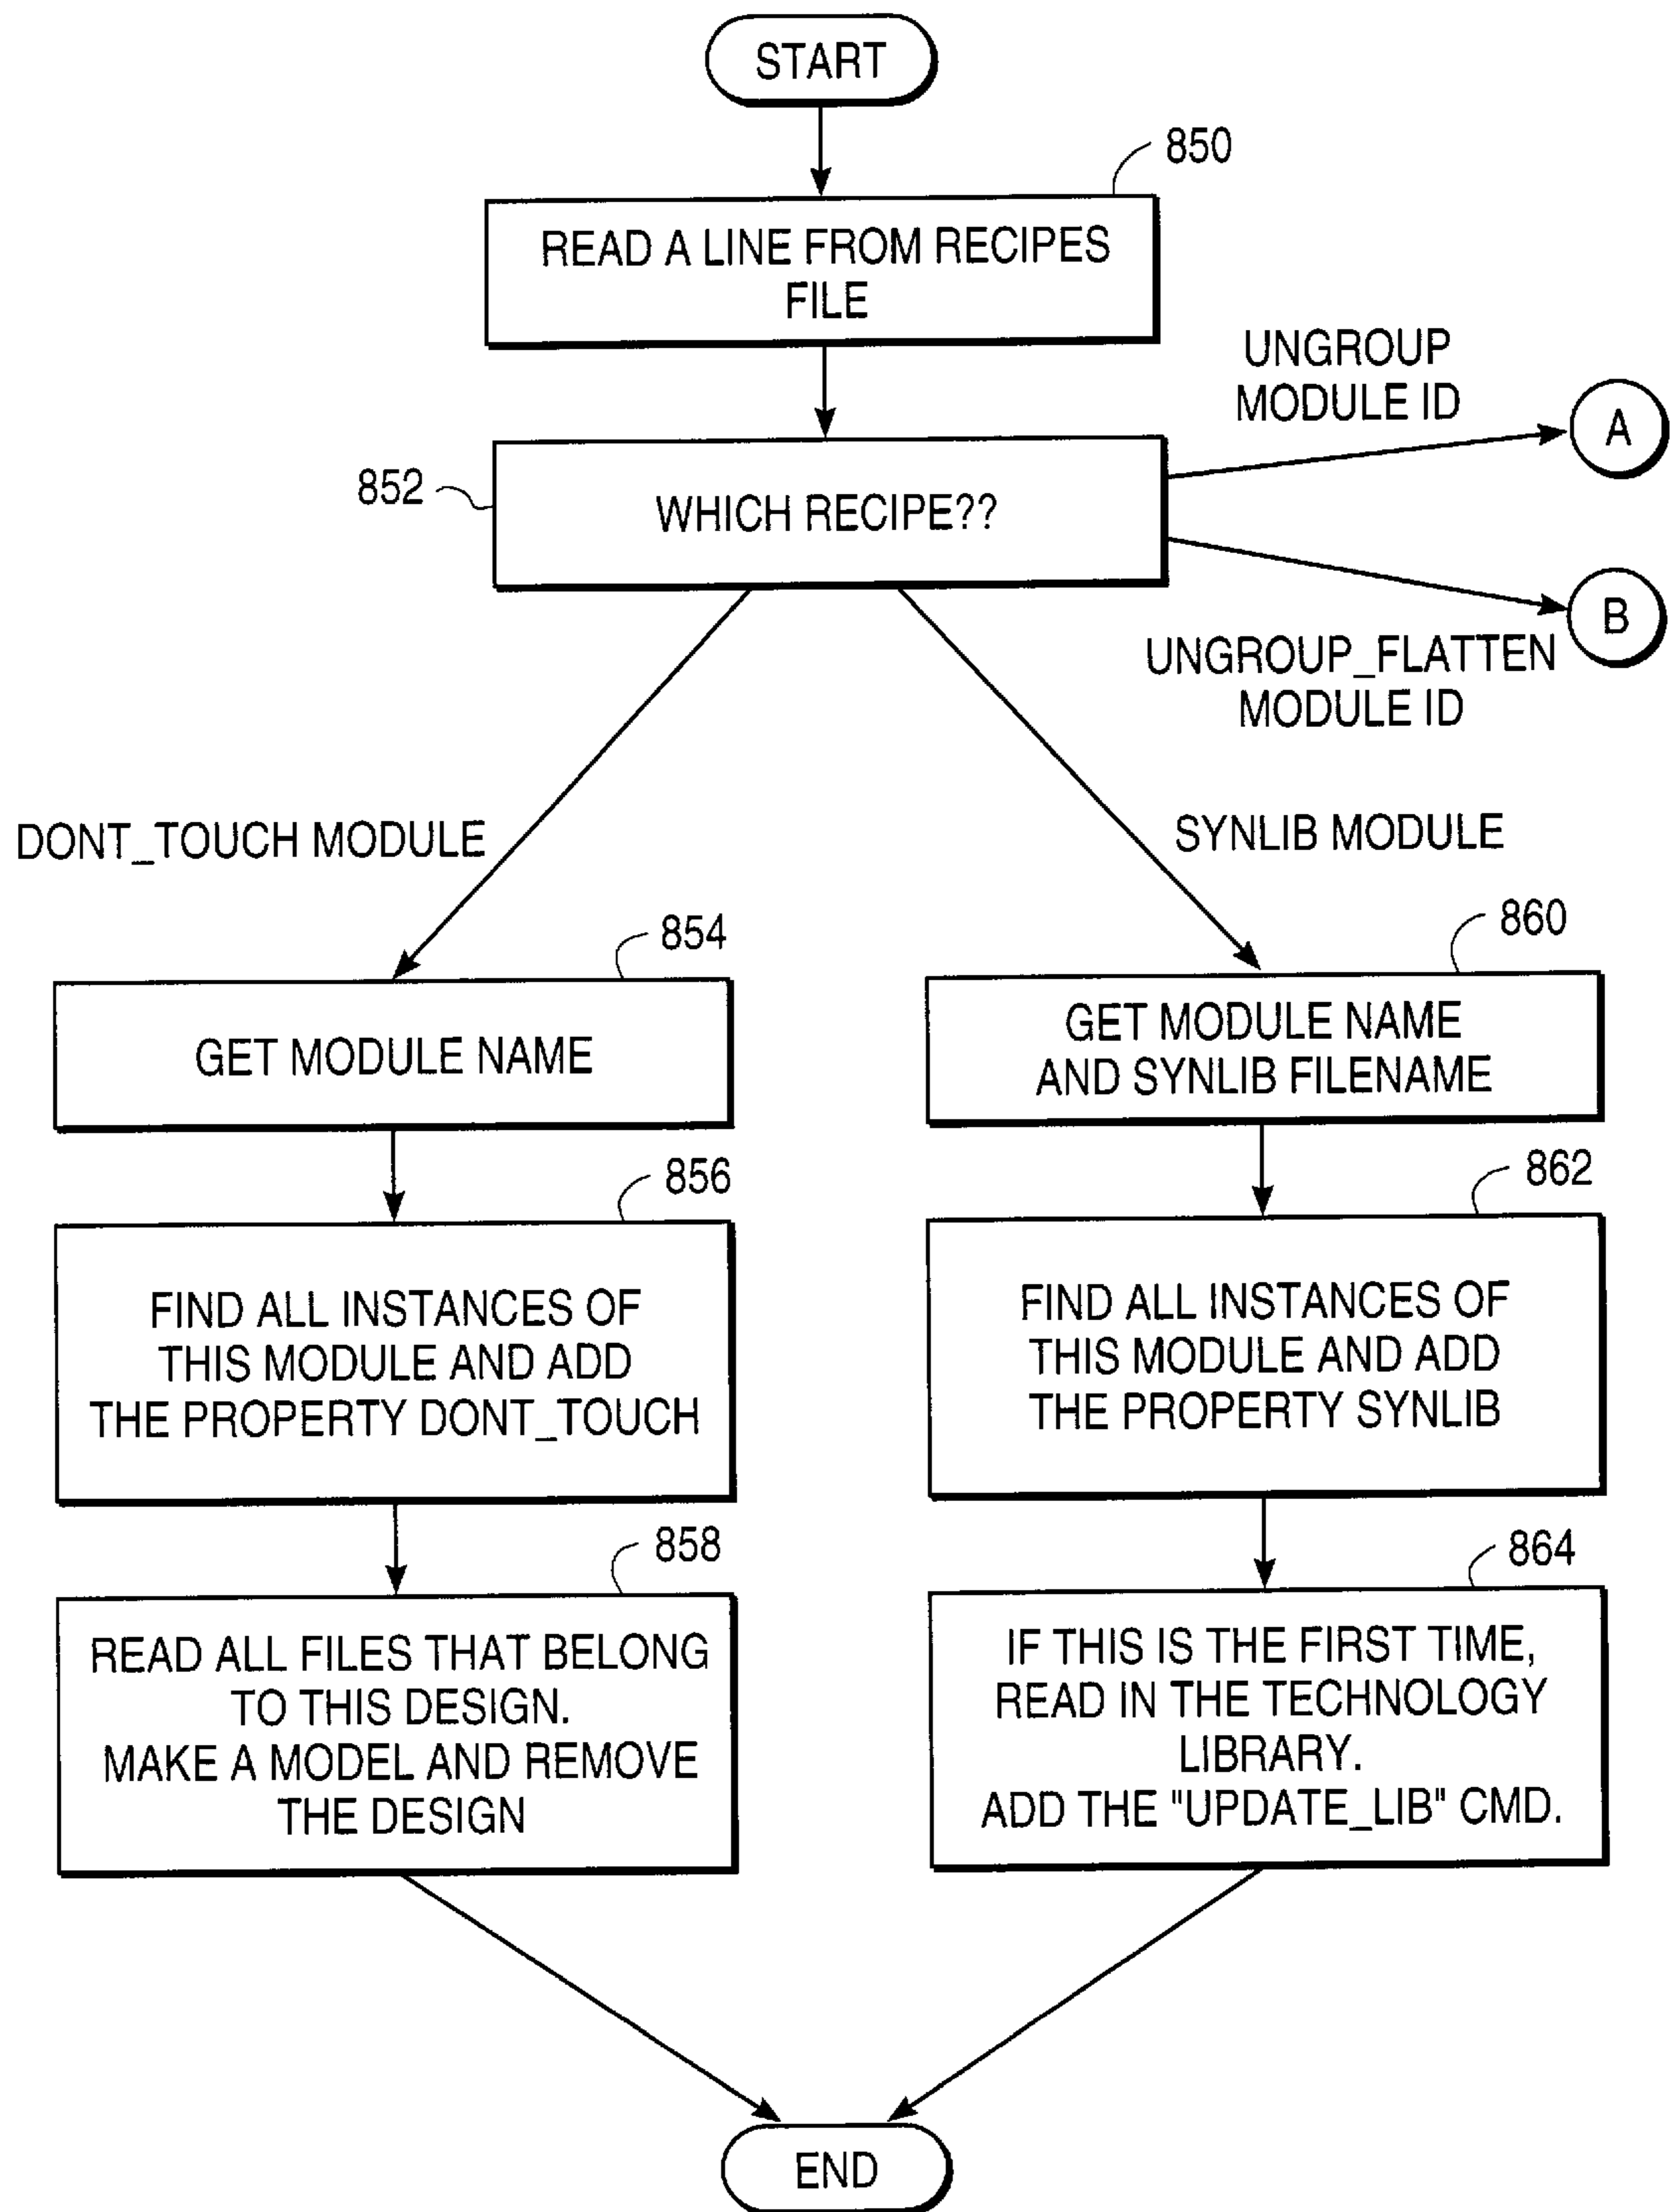 START
850
READ A LINE FROM RECIPES
FILE
UNGROUP
MODULE ID
A
852
WHICH RECIPE??
B
UNGROUP_FLATTEN
MODULE ID
DONT_TOUCH MODULE
SYNLIB MODULE
854
GET MODULE NAME
860
GET MODULE NAME
AND SYNLIB FILENAME
856
FIND ALL INSTANCES OF
THIS MODULE AND ADD
THE PROPERTY DONT_TOUCH
862
FIND ALL INSTANCES OF
THIS MODULE AND ADD
THE PROPERTY SYNLIB
858
READ ALL FILES THAT BELONG
TO THIS DESIGN.
MAKE A MODEL AND REMOVE
THE DESIGN
864
IF THIS IS THE FIRST TIME,
READ IN THE TECHNOLOGY
LIBRARY.
ADD THE "UPDATE_LIB" CMD.
END